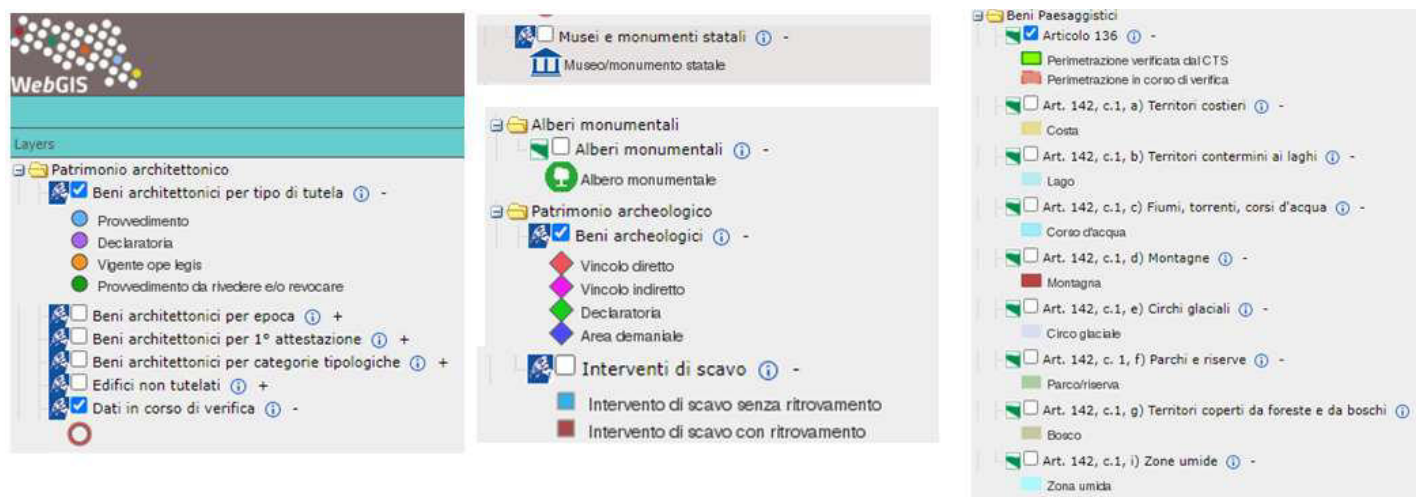 WebGIS
Layers
Patrimonio architettonico
Beni architettonici per tipo di tutela -
Provvedimento
Declaratoria
Vigente ope legis
Provvedimento da rivedere e/o revocare
Beni architettonici per epoca +
Beni architettonici per 1° attestazione +
Beni architettonici per categorie tipologiche +
Edifici non tutelati +
Dati in corso di verifica -
Musei e monumenti statali -
Museo/monumento statale
Alberi monumentali
Alberi monumentali -
Albero monumentale
Patrimonio archeologico
Beni archeologici -
Vincolo diretto
Vincolo indiretto
Declaratoria
Area demaniale
Interventi di scavo -
Intervento di scavo senza ritrovamento
Intervento di scavo con ritrovamento
Beni Paesaggistici
Articolo 136 -
Perimetrazione verificata dal CTS
Perimetrazione in corso di verifica
Art. 142, c.1, a) Territori costieri -
Costa
Art. 142, c.1, b) Territori contermini ai laghi -
Lago
Art. 142, c.1, c) Fiumi, torrenti, corsi d'acqua -
Corso d'acqua
Art. 142, c.1, d) Montagne -
Montagna
Art. 142, c.1, e) Circhi glaciali -
Circo glaciale
Art. 142, c. 1, f) Parchi e riserve -
Parco/riserva
Art. 142, c.1, g) Territori coperti da foreste e da boschi
Bosco
Art. 142, c.1, i) Zone umide -
Zona umida